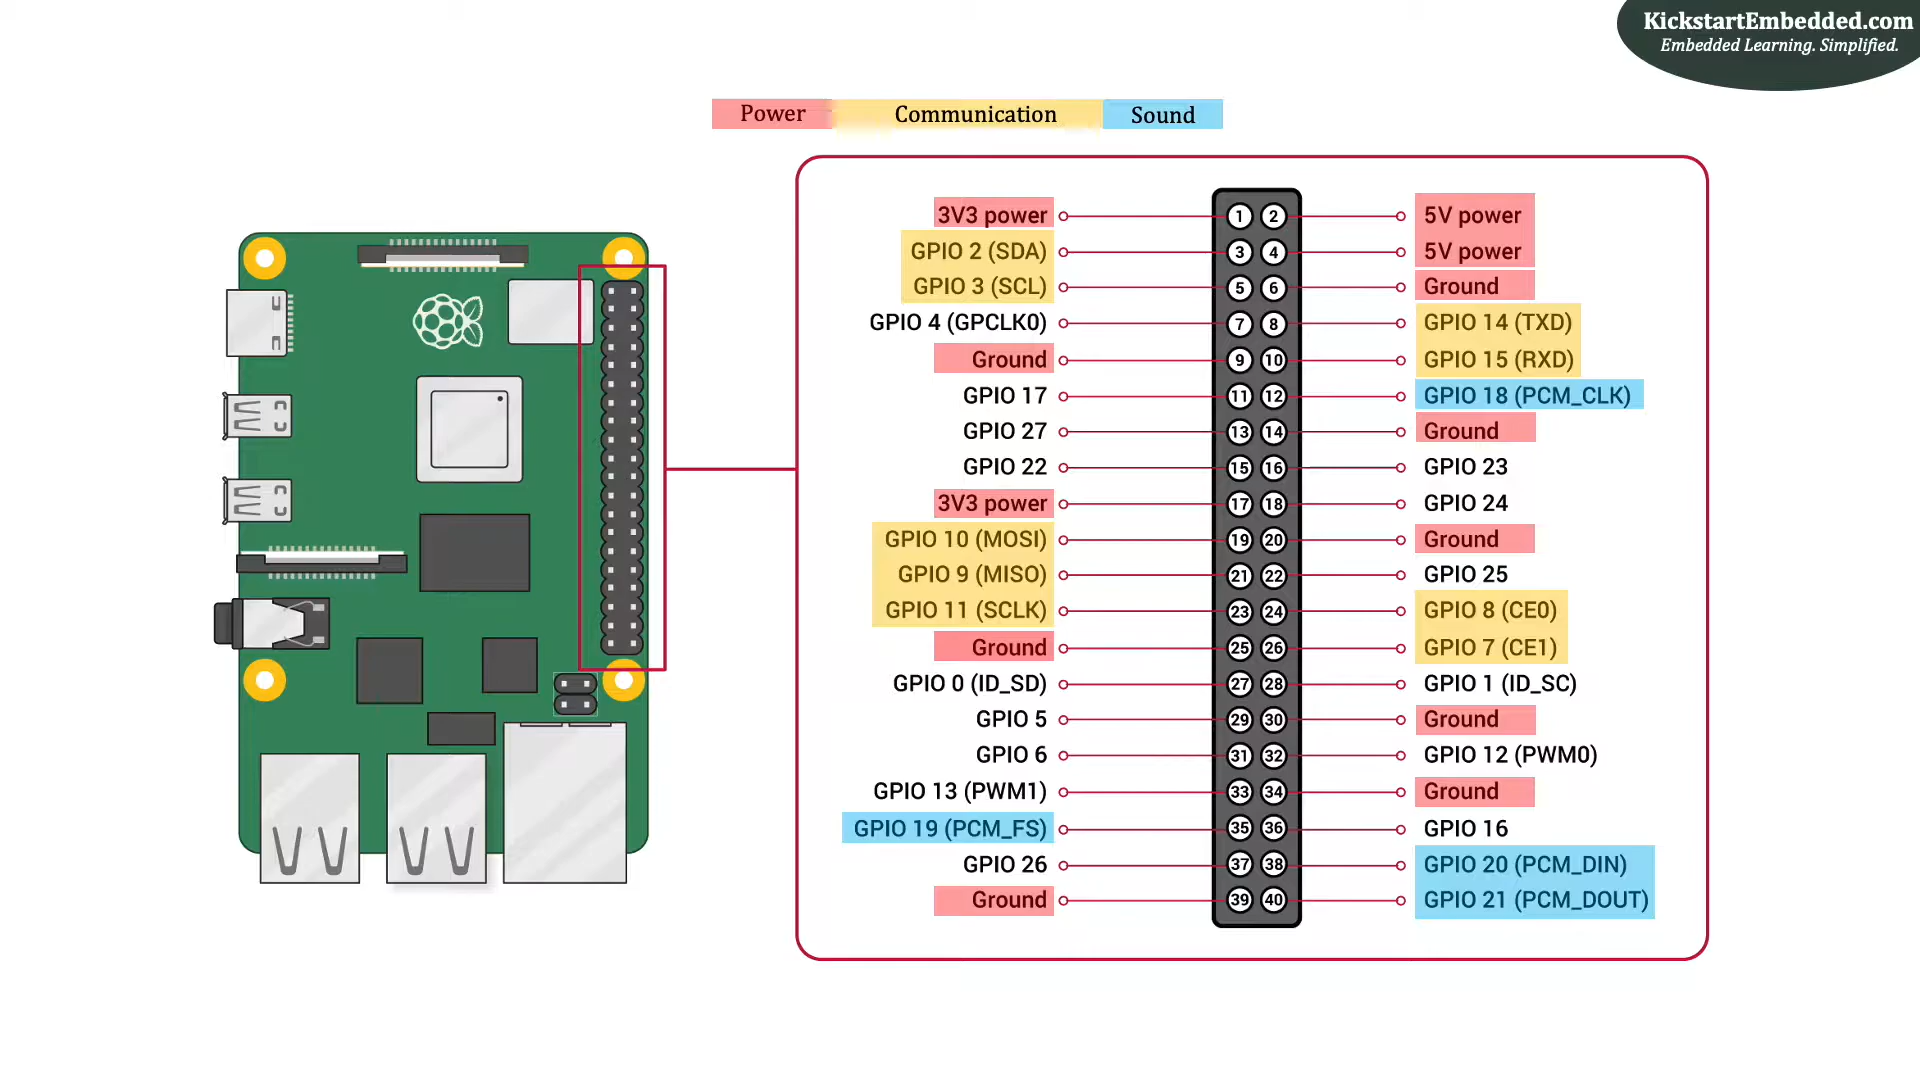 KickstartEmbedded.com
Embedded Learning. Simplified.
Power Communication Sound
3V3 power 1 2 5V power
GPIO 2 (SDA) 3 4 5V power
GPIO 3 (SCL) 5 6 Ground
GPIO 4 (GPCLK0) 7 8 GPIO 14 (TXD)
Ground 9 10 GPIO 15 (RXD)
GPIO 17 11 12 GPIO 18 (PCM_CLK)
GPIO 27 13 14 Ground
GPIO 22 15 16 GPIO 23
3V3 power 17 18 GPIO 24
GPIO 10 (MOSI) 19 20 Ground
GPIO 9 (MISO) 21 22 GPIO 25
GPIO 11 (SCLK) 23 24 GPIO 8 (CE0)
Ground 25 26 GPIO 7 (CE1)
GPIO 0 (ID_SD) 27 28 GPIO 1 (ID_SC)
GPIO 5 29 30 Ground
GPIO 6 31 32 GPIO 12 (PWM0)
GPIO 13 (PWM1) 33 34 Ground
GPIO 19 (PCM_FS) 35 36 GPIO 16
GPIO 26 37 38 GPIO 20 (PCM_DIN)
Ground 39 40 GPIO 21 (PCM_DOUT)